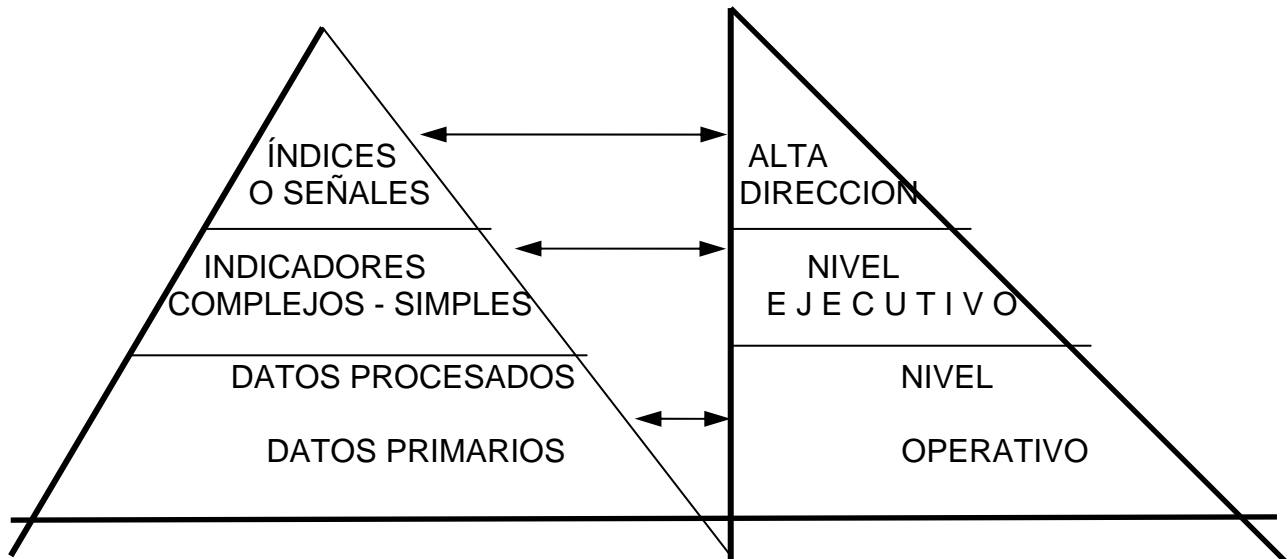 ÍNDICES
O SEÑALES
INDICADORES
COMPLEJOS - SIMPLES
DATOS PROCESADOS
DATOS PRIMARIOS
ALTA
DIRECCION
NIVEL
E J E C U T I V O
NIVEL
OPERATIVO